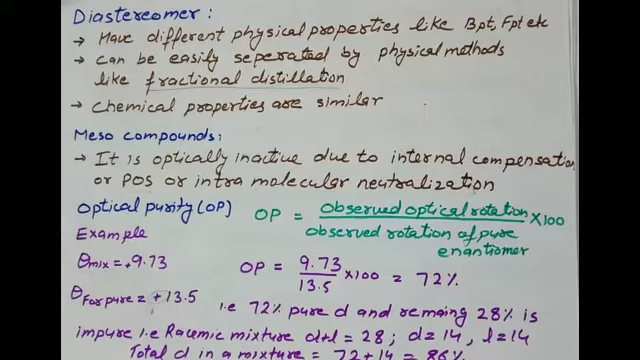 Diastereomer:
→ Have different physical properties like Bpt, Fpt etc
→ can be easily seperated by physical methods
like fractional distillation
→ Chemical properties are similar
Meso compounds:
→ It is optically inactive due to internal compensation
or POS or intra molecular neutralization
Optical purity (OP) OP = observed optical rotation / observed rotation of pure enantiomer × 100
Example
θmix = +9.73 OP = 9.73 / 13.5 × 100 = 72%
θFor pure = +13.5
i.e 72% pure d and remaing 28% is
impure i.e Racemic mixture d+l = 28; d = 14, l = 14
Total d in a mixture = 72 + 14 = 86%